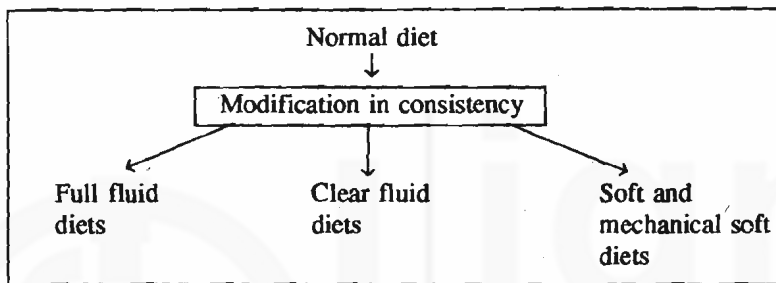 Normal diet
Modification in consistency
Full fluid
diets
Clear fluid
diets
Soft and
mechanical soft
diets